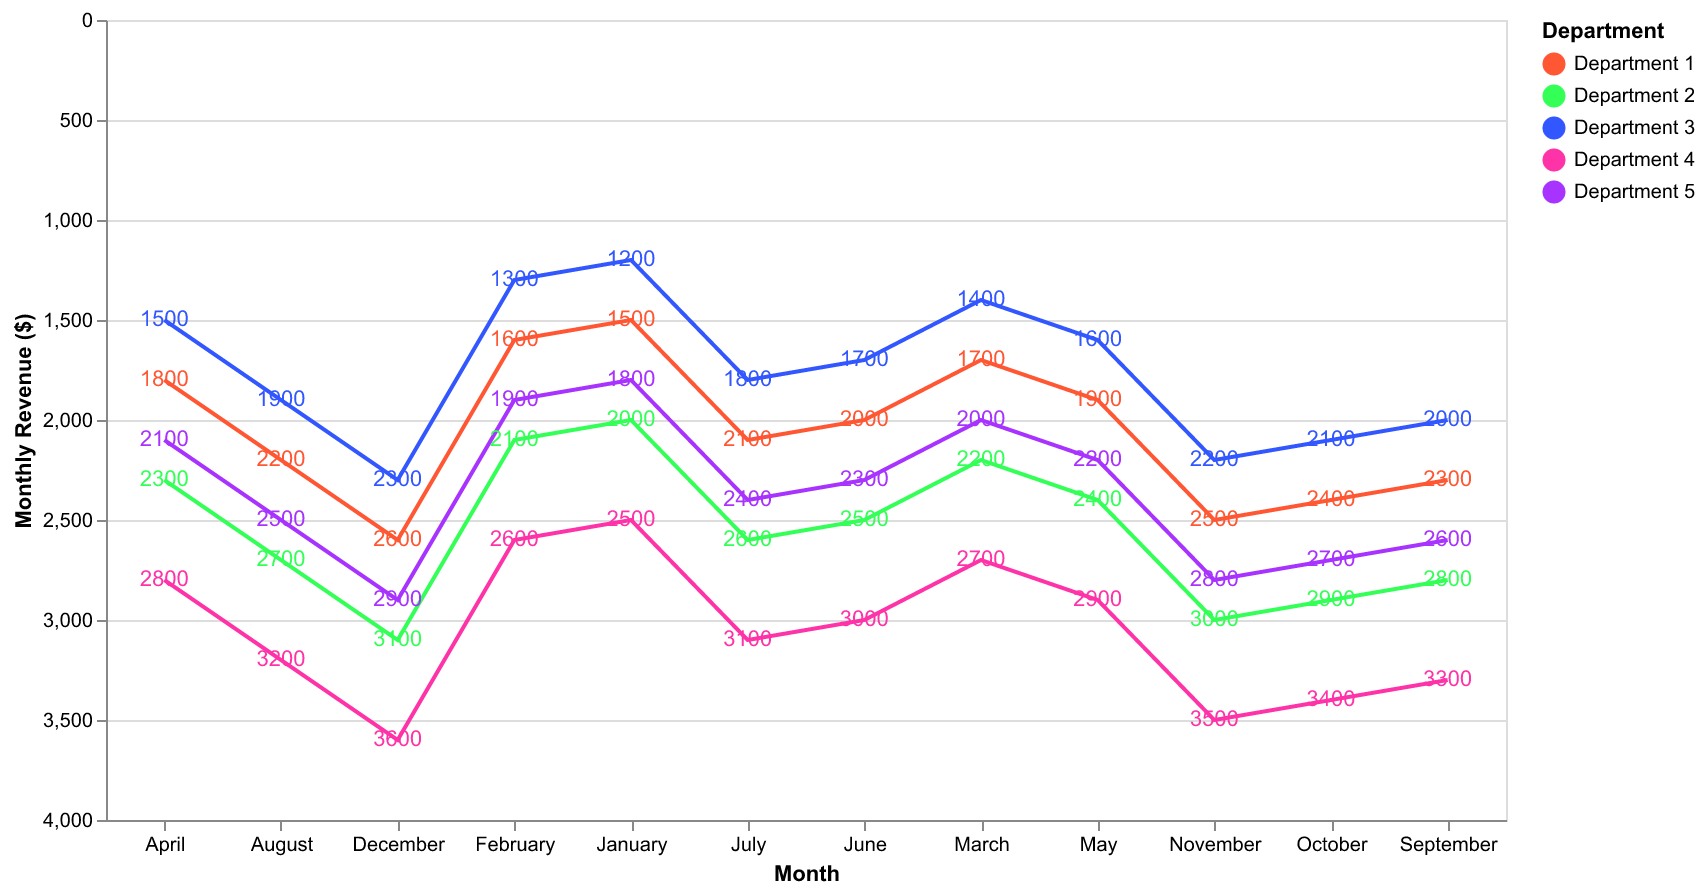 Department
Department 1
Department 2
Department 3
Department 4
Department 5
Monthly Revenue ($)
0
500
1,000
1,500
2,000
2,500
3,000
3,500
4,000
1500 1900 2300 1300 1200 1800 1700 1400 1600 2200 2100 2000
1800 2200 2600 1600 1500 2100 2000 1700 1900 2500 2400 2300
2100 2500 2900 1900 1800 2400 2300 2000 2200 2800 2700 2600
2300 2700 3100 2100 2000 2600 2500 2200 2400 3000 2900 2800
2800 3200 3600 2600 2500 3100 3000 2700 2900 3500 3400 3300
April August December February January July June March May November October September
Month